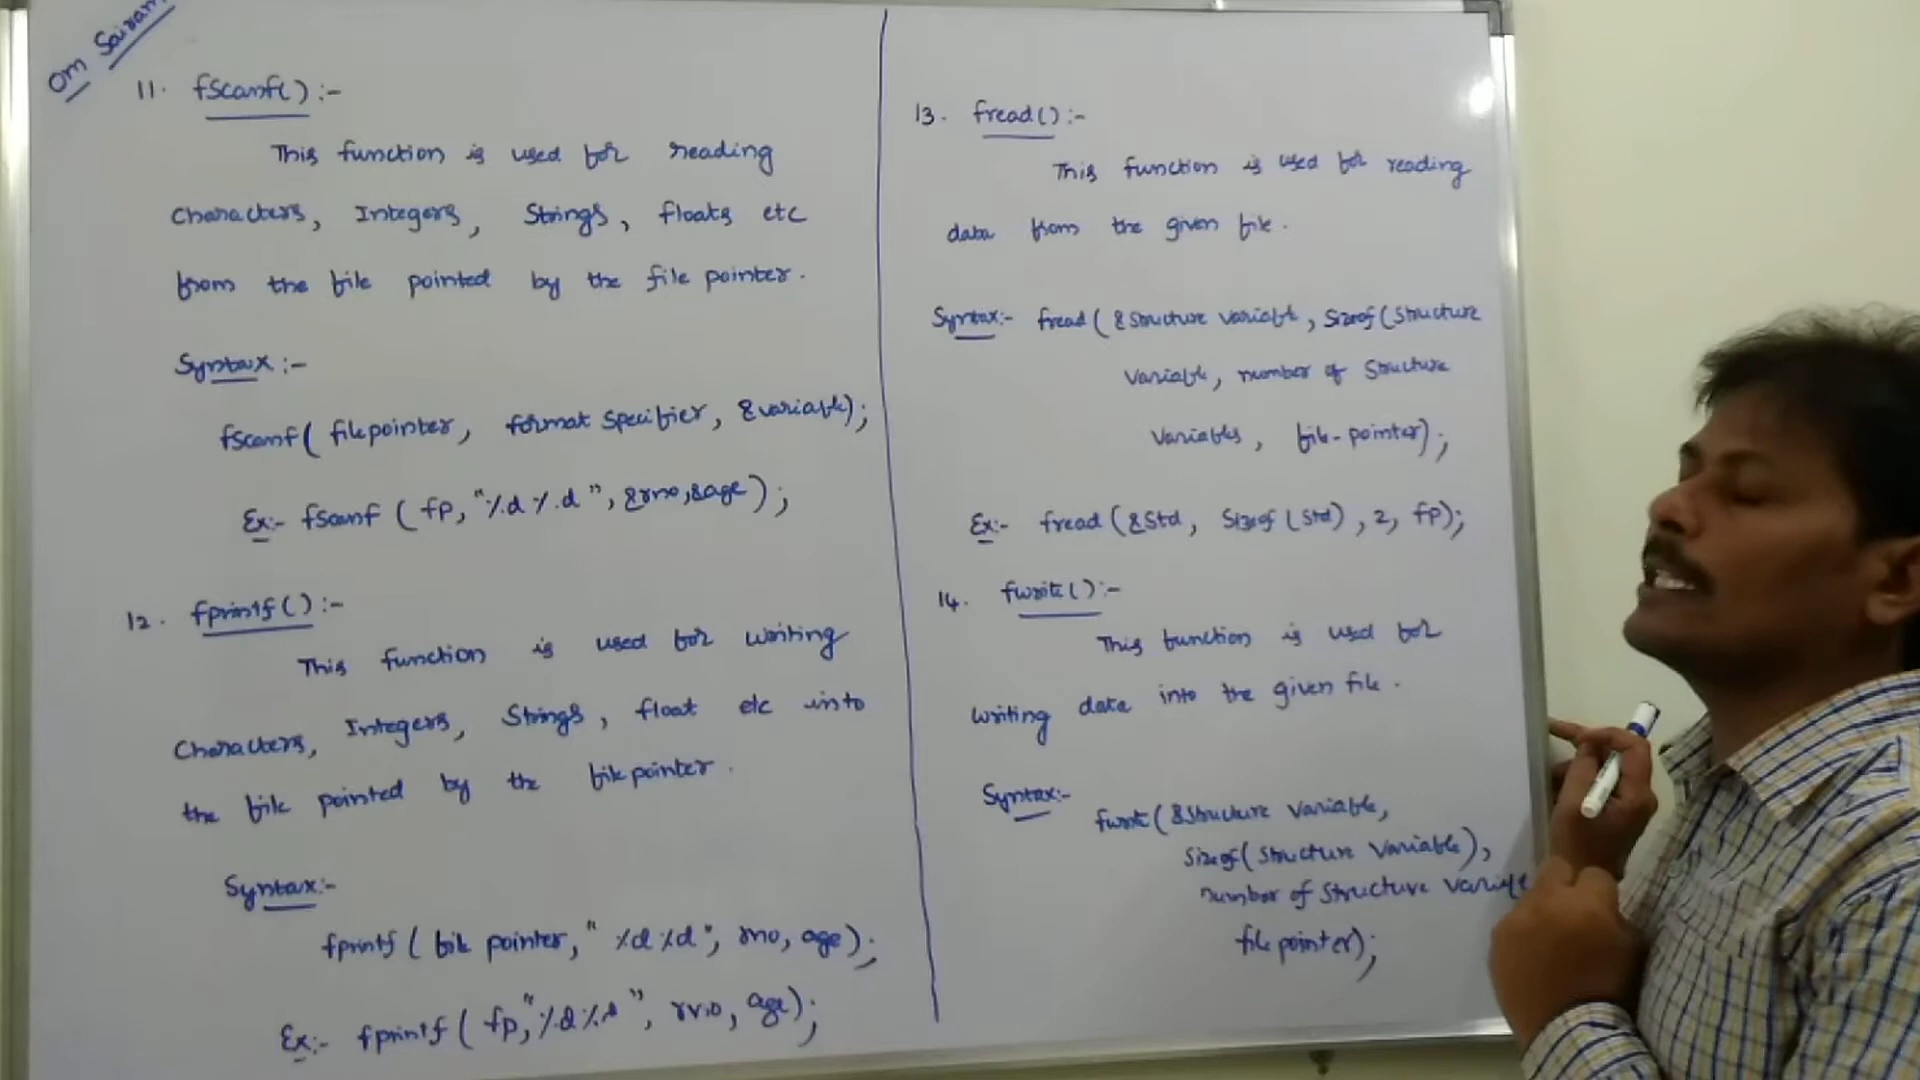 Om Sairam
11. fscanf() :-
This function is used for reading
Characters, Integers, Strings, floats etc
from the file pointed by the file pointer.
Syntax :-
fscanf( filepointer, format specifier, &variable);
Ex:- fscanf ( fp, "%d %d", &rno, &age);
12. fprintf() :-
This function is used for writing
Characters, Integers, Strings, float etc into
the file pointed by the filepointer.
Syntax:-
fprintf ( file pointer, "%d %d", rno, age);
Ex:- fprintf ( fp, "%d %d", rno, age);
13. fread() :-
This function is used for reading
data from the given file.
Syntax:- fread( &structure variable, sizeof(structure
variable, number of structure
variables, file-pointer);
Ex:- fread (&std, sizeof (std), 2, fp);
14. fwrite() :-
This function is used for
writing data into the given file.
Syntax:-
fwrite( &structure variable,
sizeof( structure variable),
number of structure
file pointer);